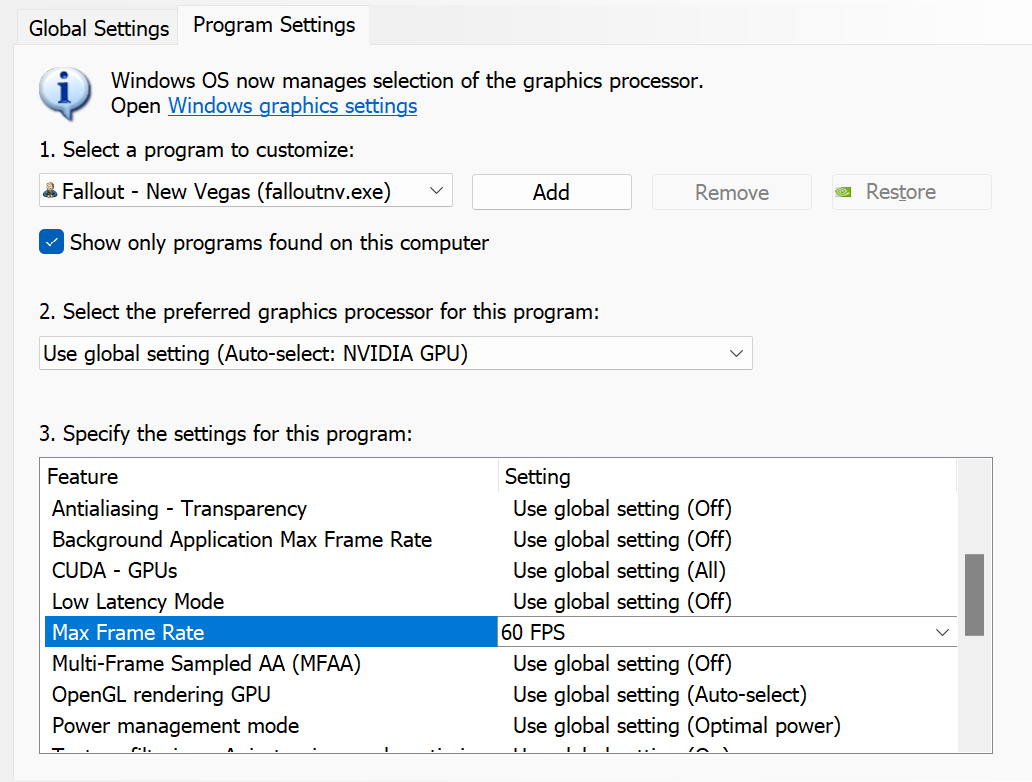 Global Settings
Program Settings
Windows OS now manages selection of the graphics processor.
Open Windows graphics settings
1. Select a program to customize:
Fallout - New Vegas (falloutnv.exe)
Add
Remove
Restore
Show only programs found on this computer
2. Select the preferred graphics processor for this program:
Use global setting (Auto-select: NVIDIA GPU)
3. Specify the settings for this program:
Feature Setting
Antialiasing - Transparency Use global setting (Off)
Background Application Max Frame Rate Use global setting (Off)
CUDA - GPUs Use global setting (All)
Low Latency Mode Use global setting (Off)
Max Frame Rate 60 FPS
Multi-Frame Sampled AA (MFAA) Use global setting (Off)
OpenGL rendering GPU Use global setting (Auto-select)
Power management mode Use global setting (Optimal power)